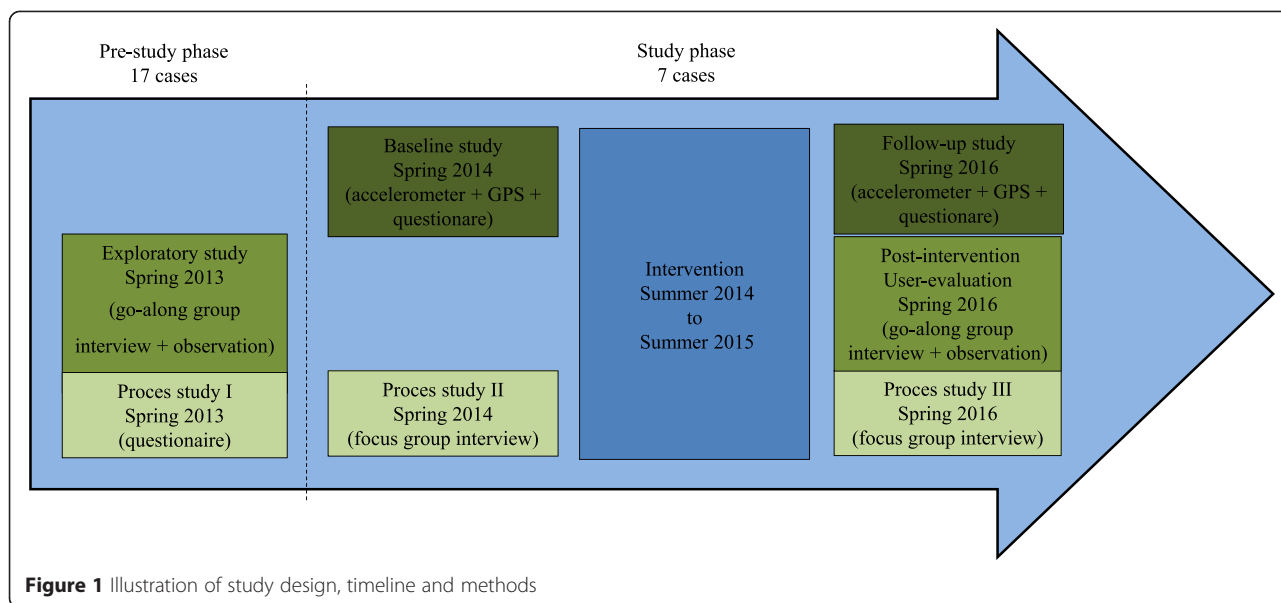 Pre-study phase
17 cases
Study phase
7 cases
Exploratory study
Spring 2013
(go-along group
interview + observation)
Proces study I
Spring 2013
(questionaire)
Baseline study
Spring 2014
(accelerometer + GPS +
questionare)
Proces study II
Spring 2014
(focus group interview)
Intervention
Summer 2014
to
Summer 2015
Follow-up study
Spring 2016
(accelerometer + GPS +
questionare)
Post-intervention
User-evaluation
Spring 2016
(go-along group
interview + observation)
Proces study III
Spring 2016
(focus group interview)
Figure 1 Illustration of study design, timeline and methods